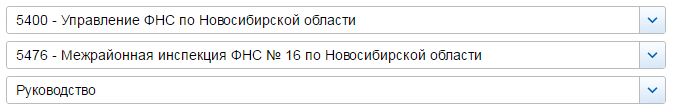 5400 - Управление ФНС по Новосибирской области
5476 - Межрайонная инспекция ФНС № 16 по Новосибирской области
Руководство